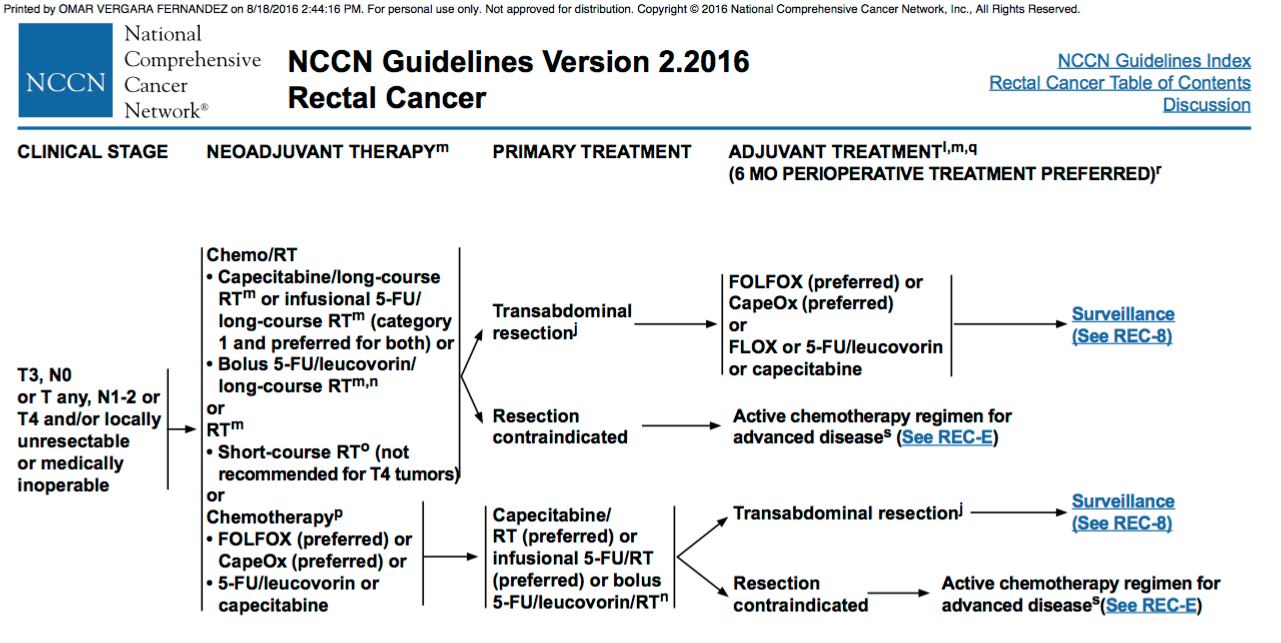 Printed by OMAR VERGARA FERNANDEZ on 8/18/2016 2:44:16 PM. For personal use only. Not approved for distribution. Copyright © 2016 National Comprehensive Cancer Network, Inc., All Rights Reserved.
NCCN
National
Comprehensive
Cancer
Network®
NCCN Guidelines Version 2.2016
Rectal Cancer
NCCN Guidelines Index
Rectal Cancer Table of Contents
Discussion
CLINICAL STAGE
NEOADJUVANT THERAPYm
PRIMARY TREATMENT
ADJUVANT TREATMENTl,m,q
(6 MO PERIOPERATIVE TREATMENT PREFERRED)r
T3, N0
or T any, N1-2 or
T4 and/or locally
unresectable
or medically
inoperable
Chemo/RT
• Capecitabine/long-course
RTm or infusional 5-FU/
long-course RTm (category
1 and preferred for both) or
• Bolus 5-FU/leucovorin/
long-course RTm,n
or
RTm
• Short-course RTo (not
recommended for T4 tumors)
or
Chemotherapyp
• FOLFOX (preferred) or
CapeOx (preferred) or
• 5-FU/leucovorin or
capecitabine
Transabdominal
resectionj
FOLFOX (preferred) or
CapeOx (preferred)
or
FLOX or 5-FU/leucovorin
or capecitabine
Surveillance
(See REC-8)
Resection
contraindicated
Active chemotherapy regimen for
advanced diseases (See REC-E)
Capecitabine/
RT (preferred) or
infusional 5-FU/RT
(preferred) or bolus
5-FU/leucovorin/RTn
Transabdominal resectionj
Surveillance
(See REC-8)
Resection
contraindicated
Active chemotherapy regimen for
advanced diseases(See REC-E)